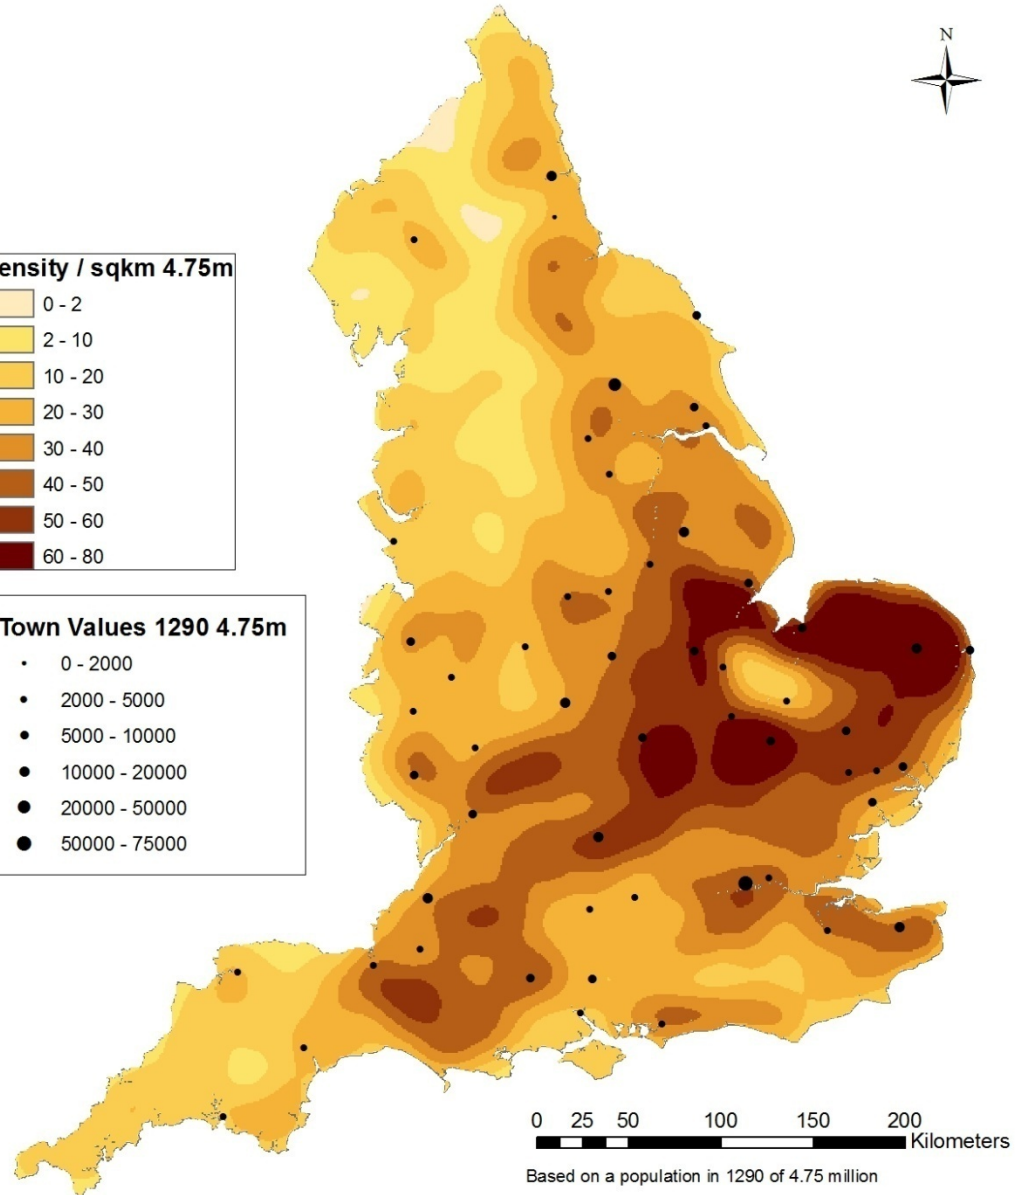 N
ensity / sqkm 4.75m
0 - 2
2 - 10
10 - 20
20 - 30
30 - 40
40 - 50
50 - 60
60 - 80
Town Values 1290 4.75m
0 - 2000
2000 - 5000
5000 - 10000
10000 - 20000
20000 - 50000
50000 - 75000
0 25 50 100 150 200
Kilometers
Based on a population in 1290 of 4.75 million